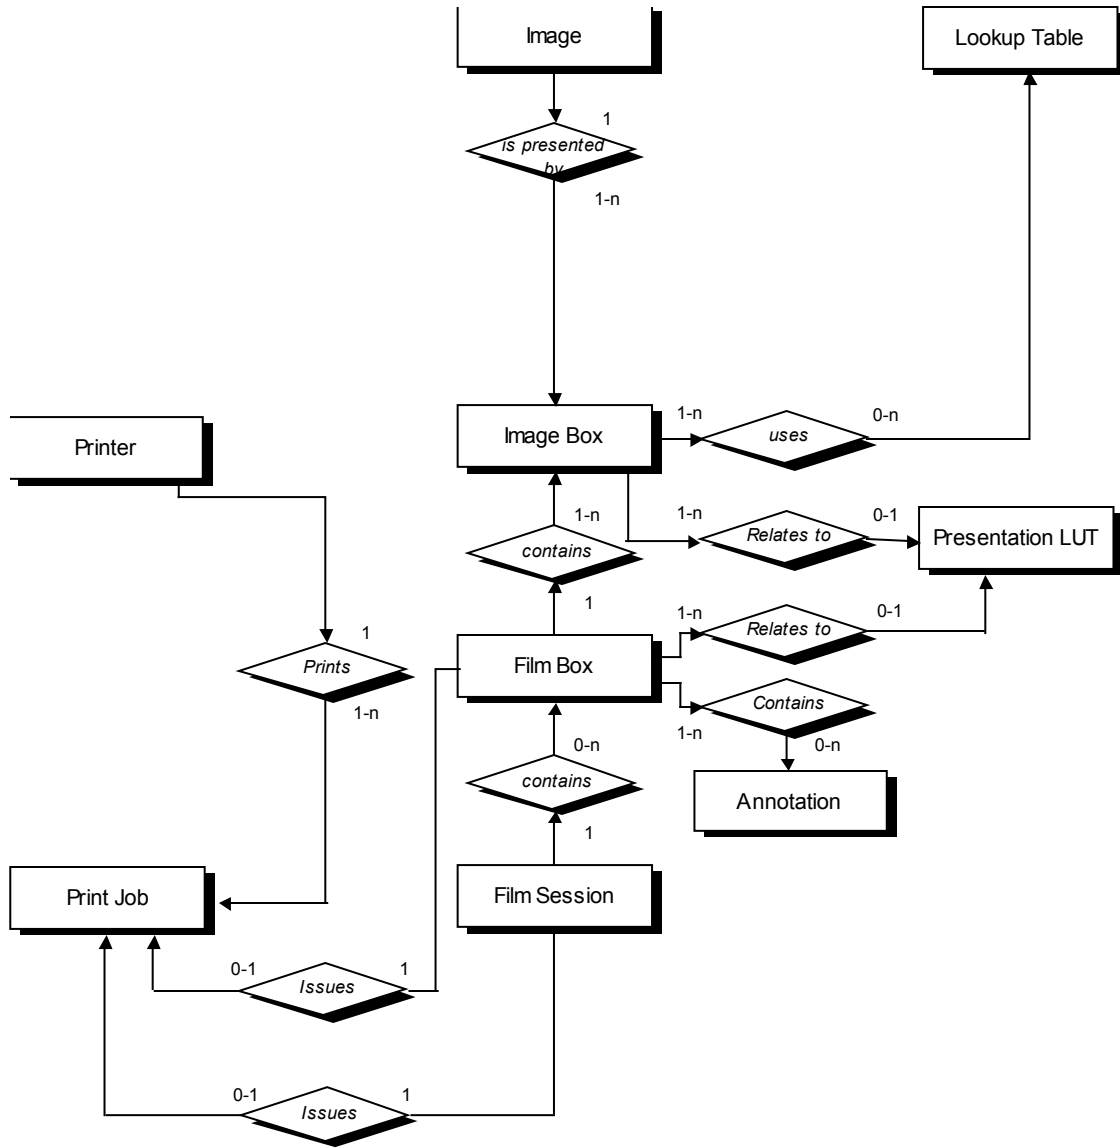 Image
Lookup Table
1
is presented
by
1-n
Printer
Image Box
1-n
uses
0-n
1-n
contains
1
1-n
Relates to
0-1
Presentation LUT
1-n
Relates to
0-1
1
Prints
1-n
Film Box
Contains
1-n
0-n
0-n
contains
1
Annotation
Print Job
Film Session
0-1
Issues
1
0-1
Issues
1